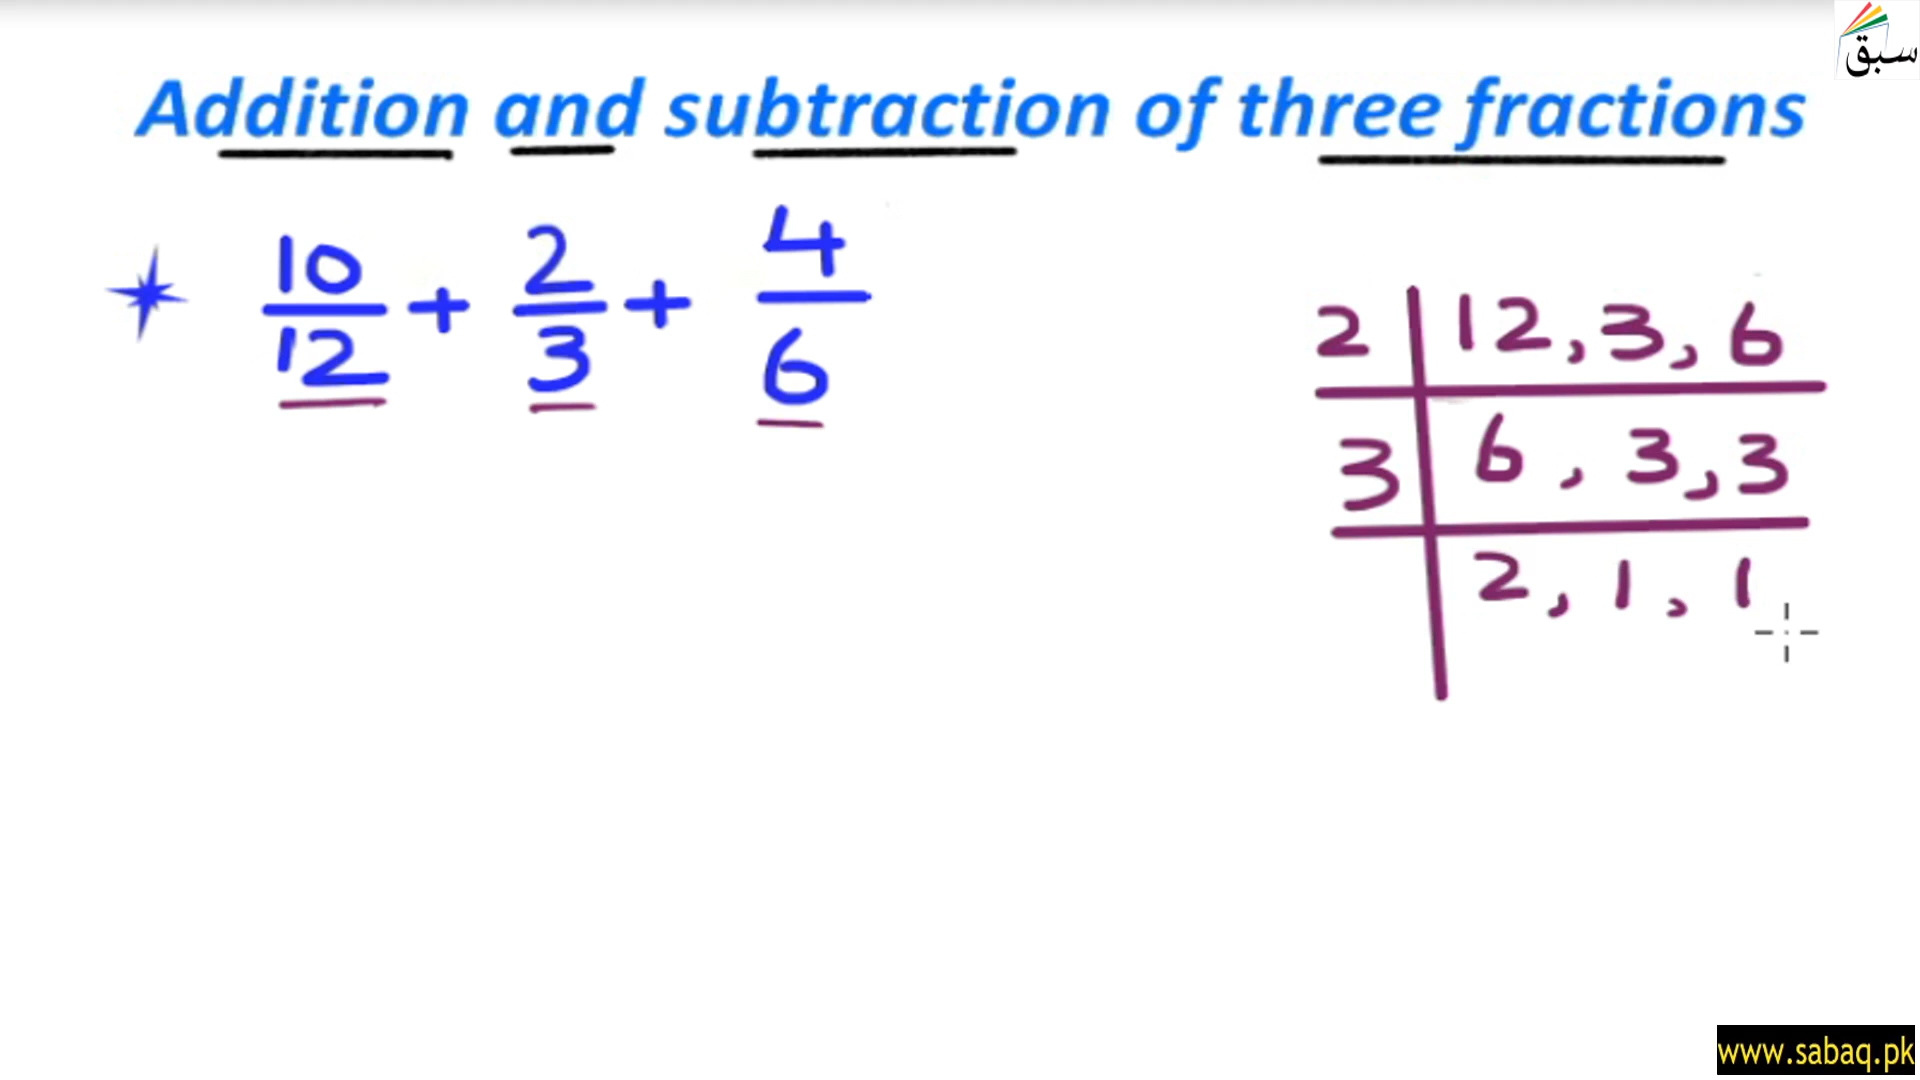 سبق
Addition and subtraction of three fractions
10/12 + 2/3 + 4/6
2 | 12, 3, 6
3 | 6, 3, 3
2, 1, 1
www.sabaq.pk